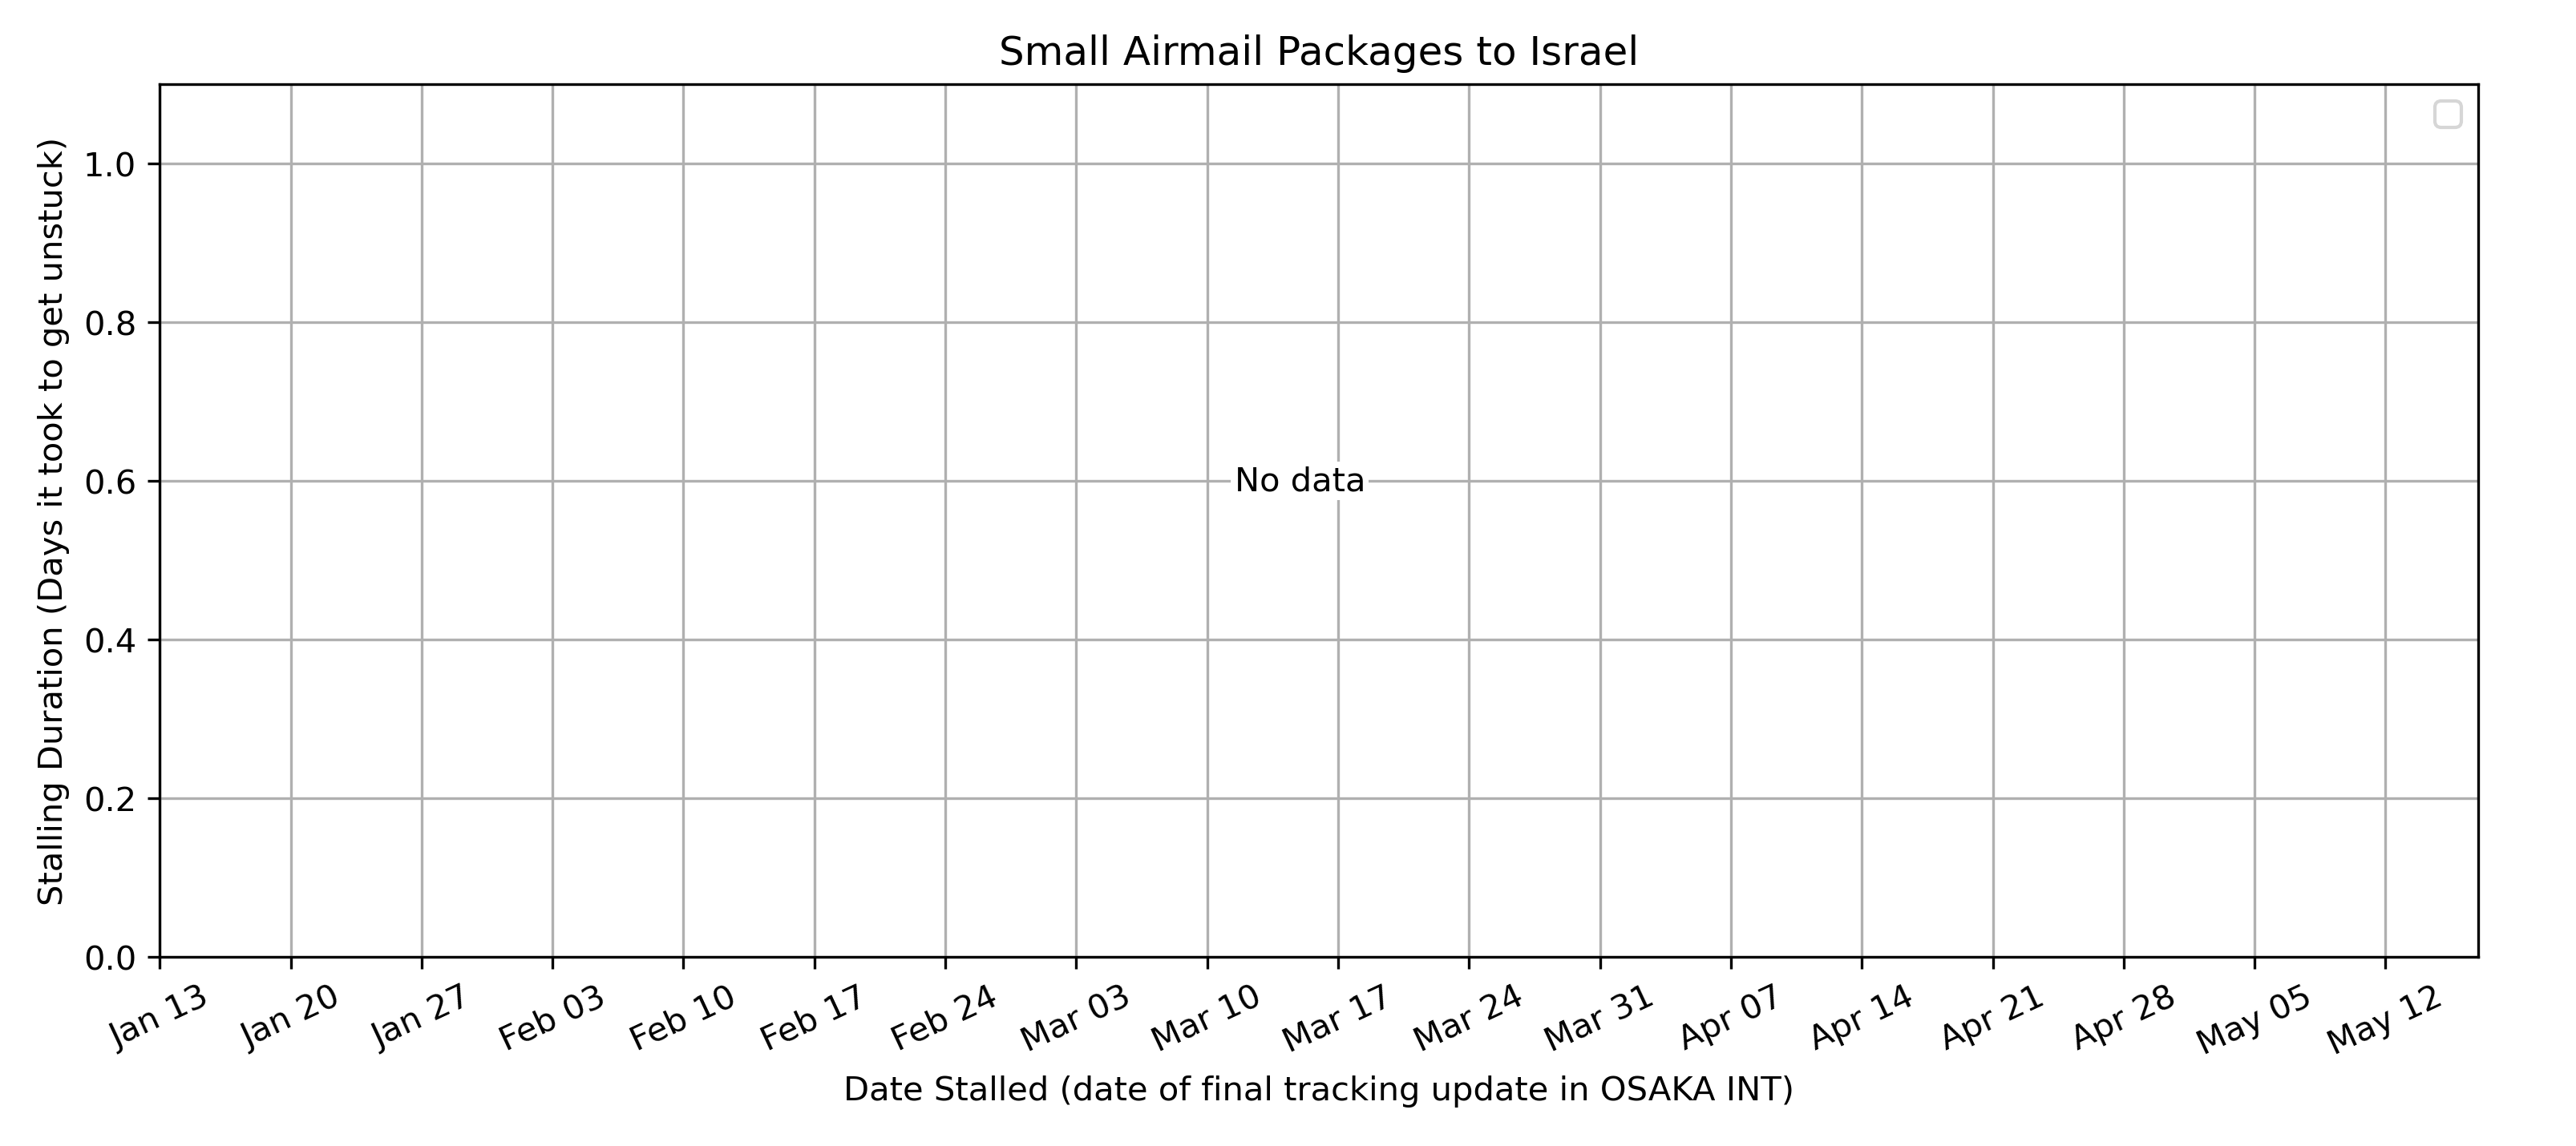 Small Airmail Packages to Israel
Stalling Duration (Days it took to get unstuck)
1.0
0.8
0.6
0.4
0.2
0.0
No data
Jan 13
Jan 20
Jan 27
Feb 03
Feb 10
Feb 17
Feb 24
Mar 03
Mar 10
Mar 17
Mar 24
Mar 31
Apr 07
Apr 14
Apr 21
Apr 28
May 05
May 12
Date Stalled (date of final tracking update in OSAKA INT)